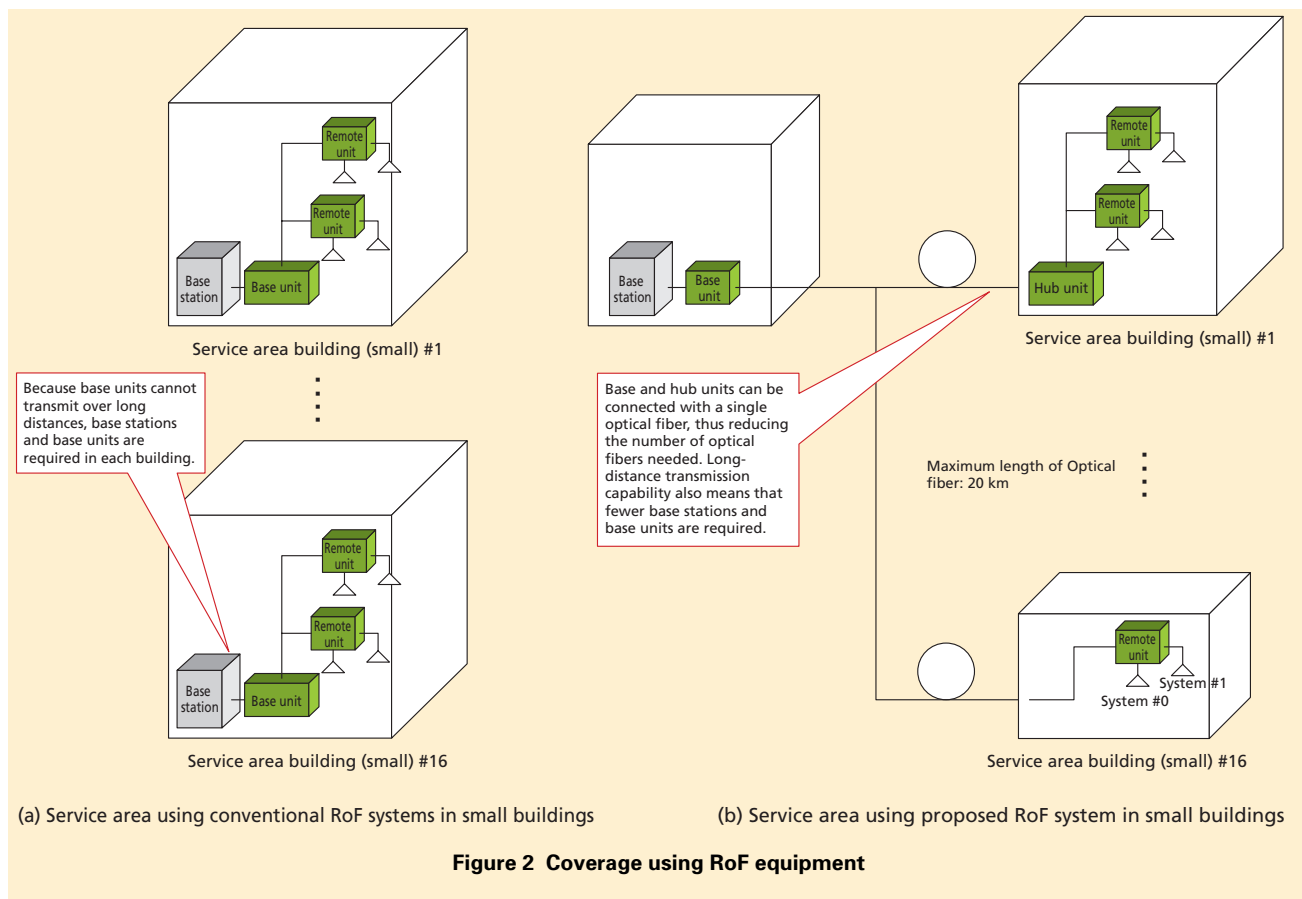 Remote
unit
Remote
unit
Base
station
Base unit
Service area building (small) #1
Because base units cannot
transmit over long
distances, base stations
and base units are
required in each building.
Remote
unit
Remote
unit
Base
station
Base unit
Service area building (small) #16
(a) Service area using conventional RoF systems in small buildings
Base
station
Base
unit
Remote
unit
Remote
unit
Hub unit
Service area building (small) #1
Base and hub units can be
connected with a single
optical fiber, thus reducing
the number of optical
fibers needed. Long-
distance transmission
capability also means that
fewer base stations and
base units are required.
Maximum length of Optical
fiber: 20 km
Remote
unit
System #1
System #0
Service area building (small) #16
(b) Service area using proposed RoF system in small buildings
Figure 2 Coverage using RoF equipment